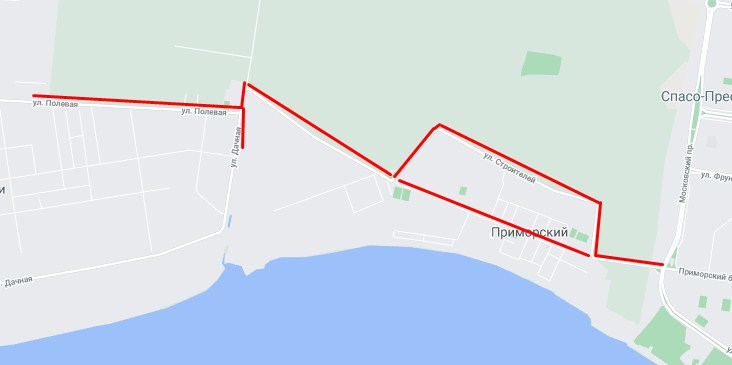 Спасо-Пре
ул. Полевая
ул. Полевая
ул. Дачная
ул. Строителей
Московский пр.
ул. Фрун
и
Приморский
Дачная
Приморский б
ул.